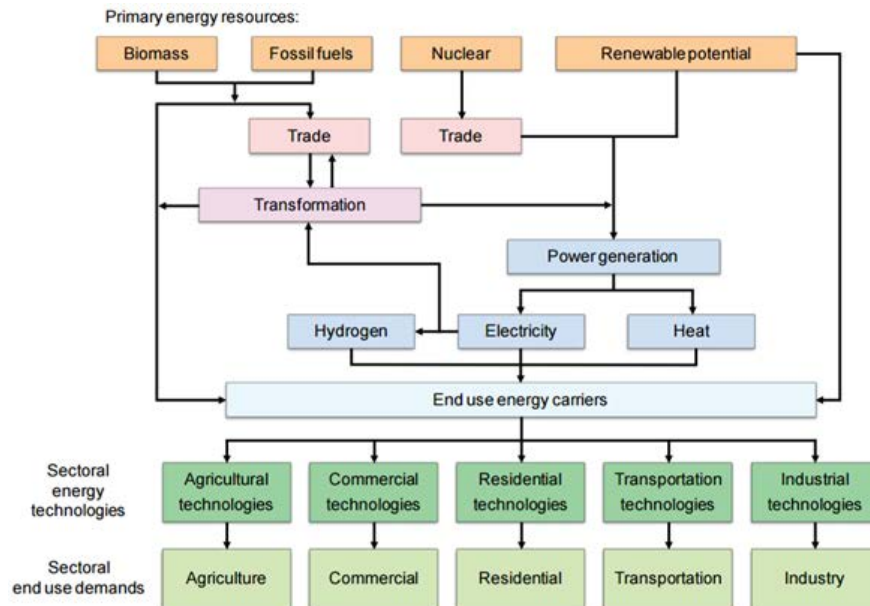 Primary energy resources:
Biomass
Fossil fuels
Nuclear
Renewable potential
Trade
Trade
Transformation
Power generation
Hydrogen
Electricity
Heat
End use energy carriers
Sectoral
energy
technologies
Agricultural
technologies
Commercial
technologies
Residential
technologies
Transportation
technologies
Industrial
technologies
Sectoral
end use demands
Agriculture
Commercial
Residential
Transportation
Industry